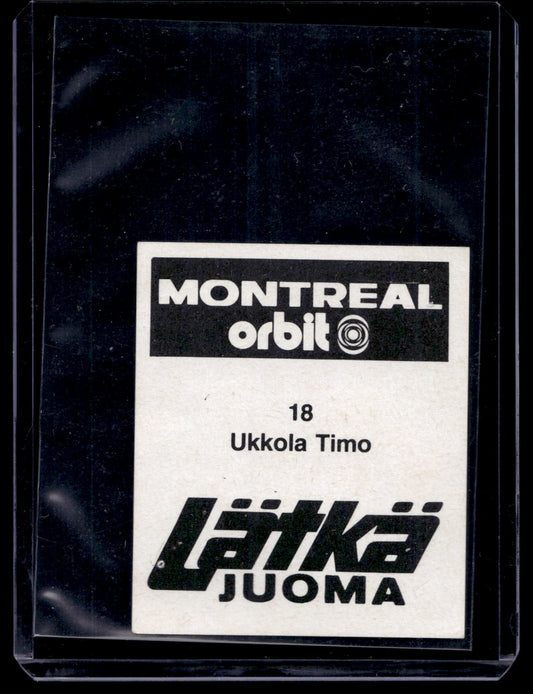 MONTREAL
orbit
18
Ukkola Timo
Lätkä
JUOMA